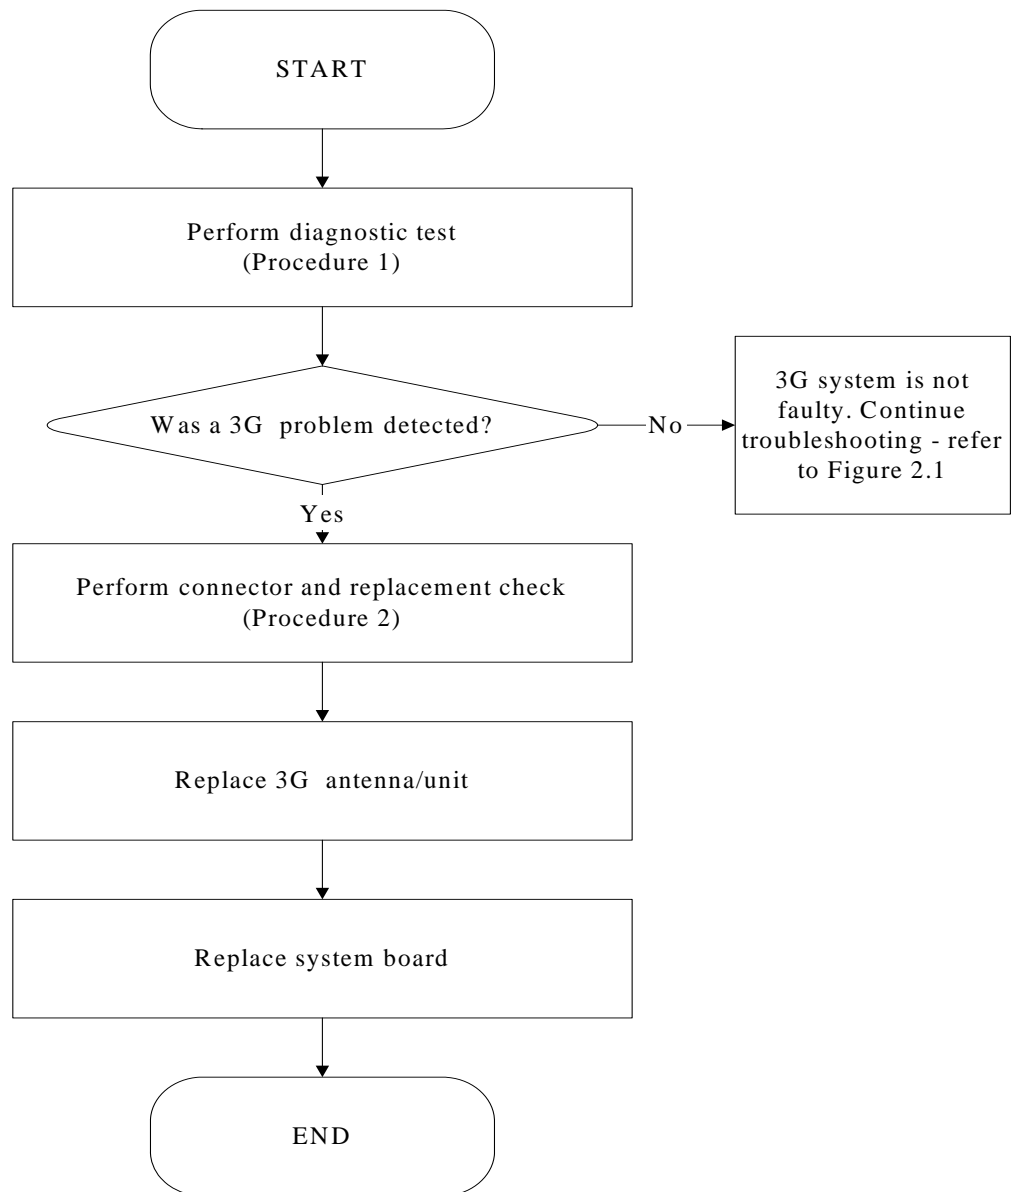 START
Perform diagnostic test
(Procedure 1)
Was a 3G problem detected?
No
3G system is not
faulty. Continue
troubleshooting - refer
to Figure 2.1
Yes
Perform connector and replacement check
(Procedure 2)
Replace 3G antenna/unit
Replace system board
END